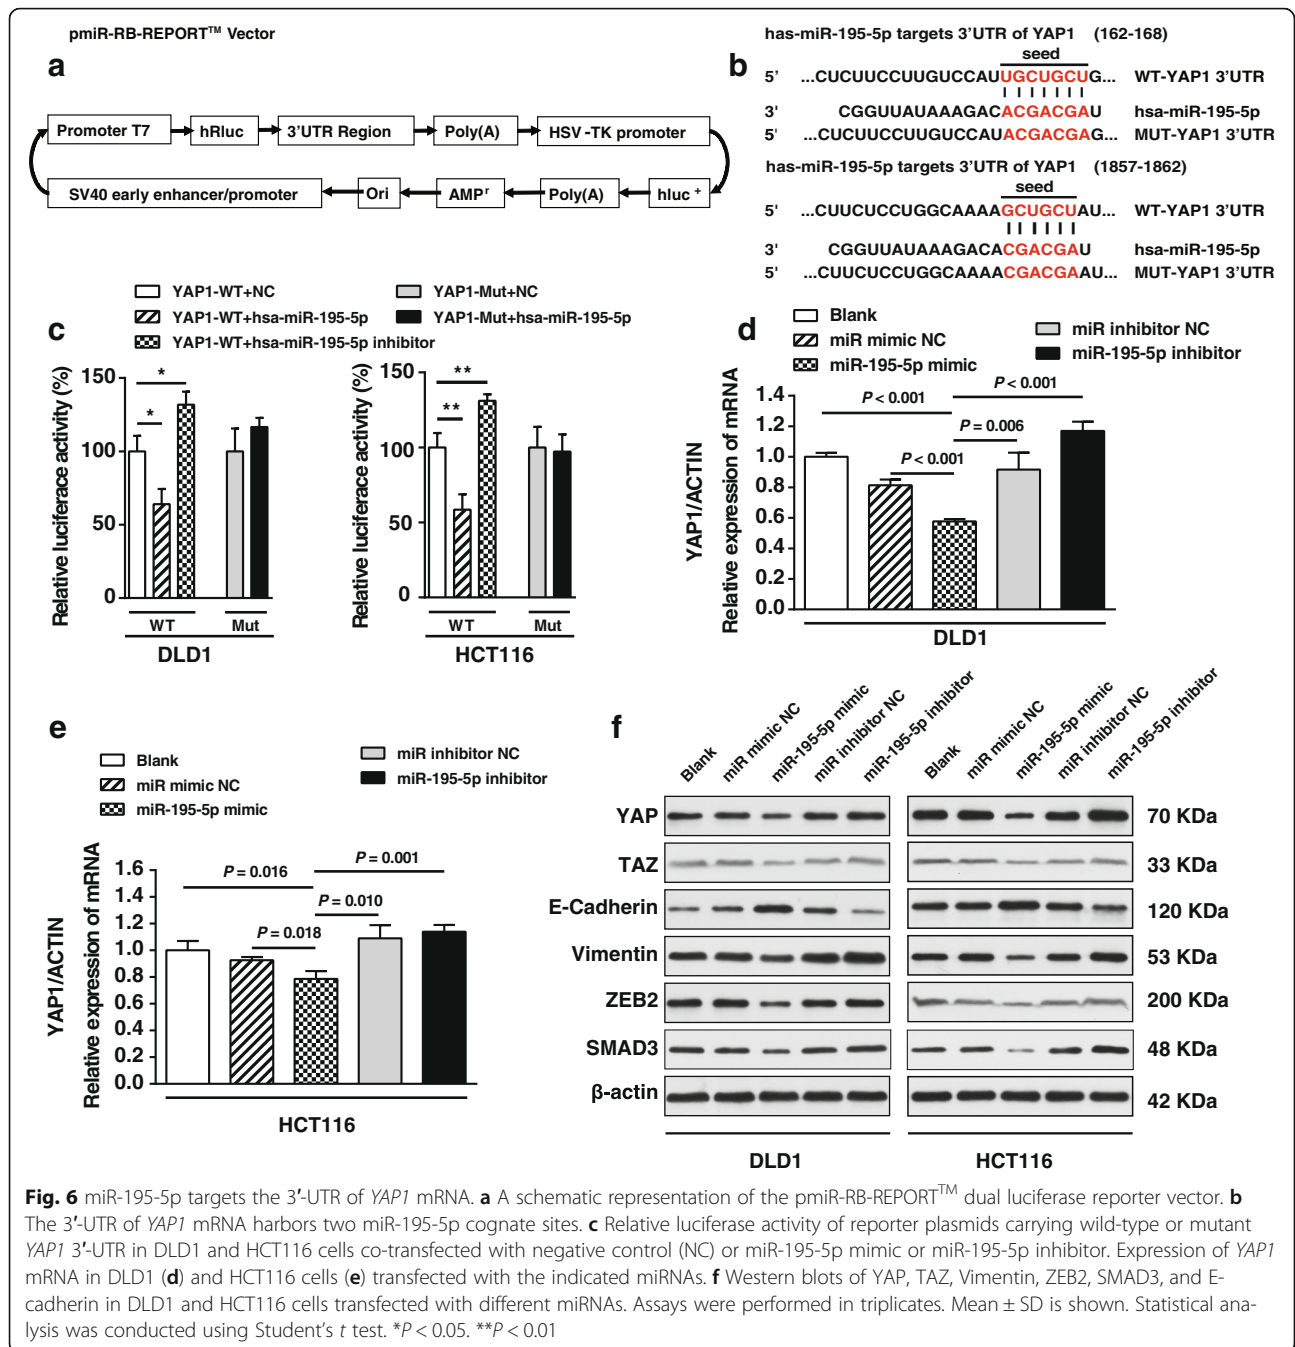 pmiR-RB-REPORT™ Vector
a
Promoter T7
hRluc
3'UTR Region
Poly(A)
HSV -TK promoter
SV40 early enhancer/promoter
Ori
AMPʳ
Poly(A)
hluc ⁺
has-miR-195-5p targets 3'UTR of YAP1 (162-168)
b
seed
5' ...CUCUUCCUUGUCCAUUGCUGCUG... WT-YAP1 3'UTR
3' CGGUUAUAAAGACACGACGAU hsa-miR-195-5p
5' ...CUCUUCCUUGUCCAUACGACGAG... MUT-YAP1 3'UTR
has-miR-195-5p targets 3'UTR of YAP1 (1857-1862)
seed
5' ...CUUCUCCUGGCAAAAGCUGCUAU... WT-YAP1 3'UTR
3' CGGUUAUAAAGACACGACGAU hsa-miR-195-5p
5' ...CUUCUCCUGGCAAAACGACGAAU... MUT-YAP1 3'UTR
c
YAP1-WT+NC
YAP1-WT+hsa-miR-195-5p
YAP1-WT+hsa-miR-195-5p inhibitor
YAP1-Mut+NC
YAP1-Mut+hsa-miR-195-5p
Relative luciferace activity (%)
150
100
50
0
*
*
WT
Mut
DLD1
Relative luciferace activity (%)
150
100
50
0
**
**
WT
Mut
HCT116
d
Blank
miR mimic NC
miR-195-5p mimic
miR inhibitor NC
miR-195-5p inhibitor
YAP1/ACTIN
Relative expression of mRNA
1.4
1.2
1.0
0.8
0.6
0.4
0.2
0.0
P < 0.001
P < 0.001
P = 0.006
P < 0.001
DLD1
e
Blank
miR mimic NC
miR-195-5p mimic
miR inhibitor NC
miR-195-5p inhibitor
YAP1/ACTIN
Relative expression of mRNA
1.6
1.4
1.2
1.0
0.8
0.6
0.4
0.2
0.0
P = 0.001
P = 0.016
P = 0.010
P = 0.018
HCT116
f
Blank
miR mimic NC
miR-195-5p mimic
miR inhibitor NC
miR-195-5p inhibitor
Blank
miR mimic NC
miR-195-5p mimic
miR inhibitor NC
miR-195-5p inhibitor
YAP 70 KDa
TAZ 33 KDa
E-Cadherin 120 KDa
Vimentin 53 KDa
ZEB2 200 KDa
SMAD3 48 KDa
β-actin 42 KDa
DLD1
HCT116
Fig. 6 miR-195-5p targets the 3′-UTR of YAP1 mRNA. a A schematic representation of the pmiR-RB-REPORT™ dual luciferase reporter vector. b
The 3′-UTR of YAP1 mRNA harbors two miR-195-5p cognate sites. c Relative luciferase activity of reporter plasmids carrying wild-type or mutant
YAP1 3′-UTR in DLD1 and HCT116 cells co-transfected with negative control (NC) or miR-195-5p mimic or miR-195-5p inhibitor. Expression of YAP1
mRNA in DLD1 (d) and HCT116 cells (e) transfected with the indicated miRNAs. f Western blots of YAP, TAZ, Vimentin, ZEB2, SMAD3, and E-
cadherin in DLD1 and HCT116 cells transfected with different miRNAs. Assays were performed in triplicates. Mean ± SD is shown. Statistical ana-
lysis was conducted using Student's t test. *P < 0.05. **P < 0.01